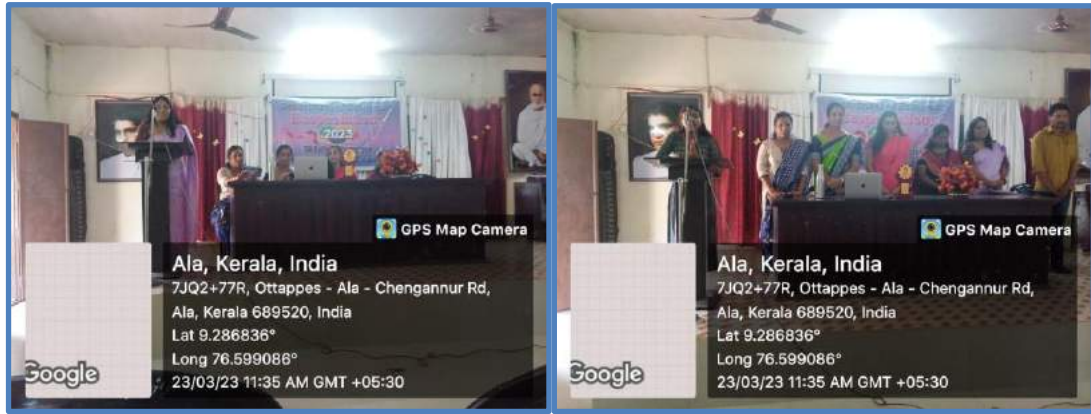 2023
GPS Map Camera
Ala, Kerala, India
7JQ2+77R, Ottappes - Ala - Chengannur Rd,
Ala, Kerala 689520, India
Lat 9.286836°
Long 76.599086°
23/03/23 11:35 AM GMT +05:30
Google
GPS Map Camera
Ala, Kerala, India
7JQ2+77R, Ottappes - Ala - Chengannur Rd,
Ala, Kerala 689520, India
Lat 9.286836°
Long 76.599086°
23/03/23 11:35 AM GMT +05:30
Google